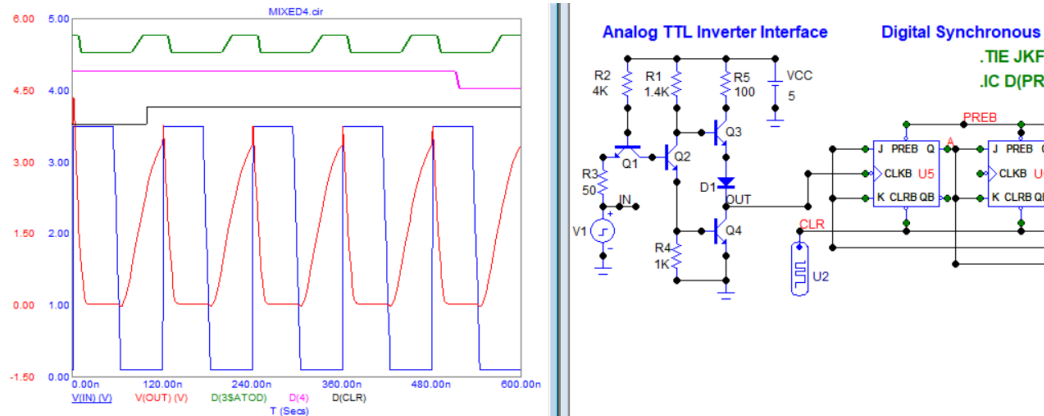 MIXED4.cir
6.00 5.00
4.50 4.00
3.00 3.00
1.50 2.00
0.00 1.00
-1.50 0.00
0.00n 120.00n 240.00n 360.00n 480.00n 600.00n
V(IN) (V) V(OUT) (V) D(3$ATOD) D(4) D(CLR)
T (Secs)
Analog TTL Inverter Interface
Digital Synchronous
.TIE JKF
.IC D(PR
R2
4K
R1
1.4K
R5
100
VCC
5
Q3
Q1
Q2
D1
OUT
R3
50
IN
V1
Q4
R4
1K
PREB
J PREB Q
CLKB
U5
K CLRB QB
A
J PREB
CLKB
K CLRB QB
CLR
U2